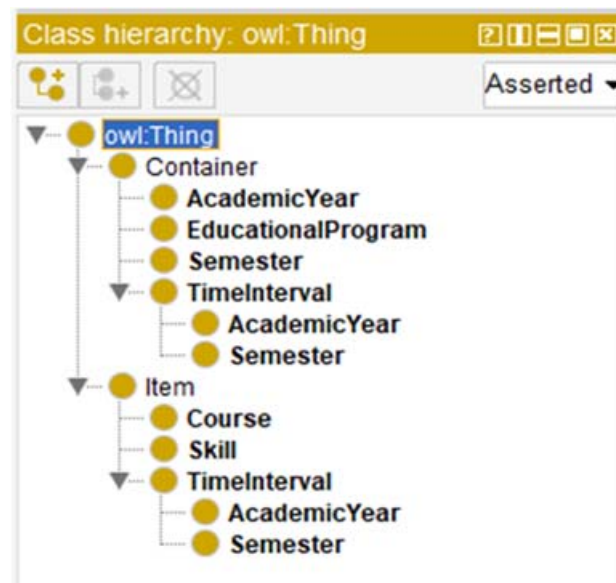 Class hierarchy: owl:Thing
Asserted
owl:Thing
Container
AcademicYear
EducationalProgram
Semester
TimeInterval
AcademicYear
Semester
Item
Course
Skill
TimeInterval
AcademicYear
Semester